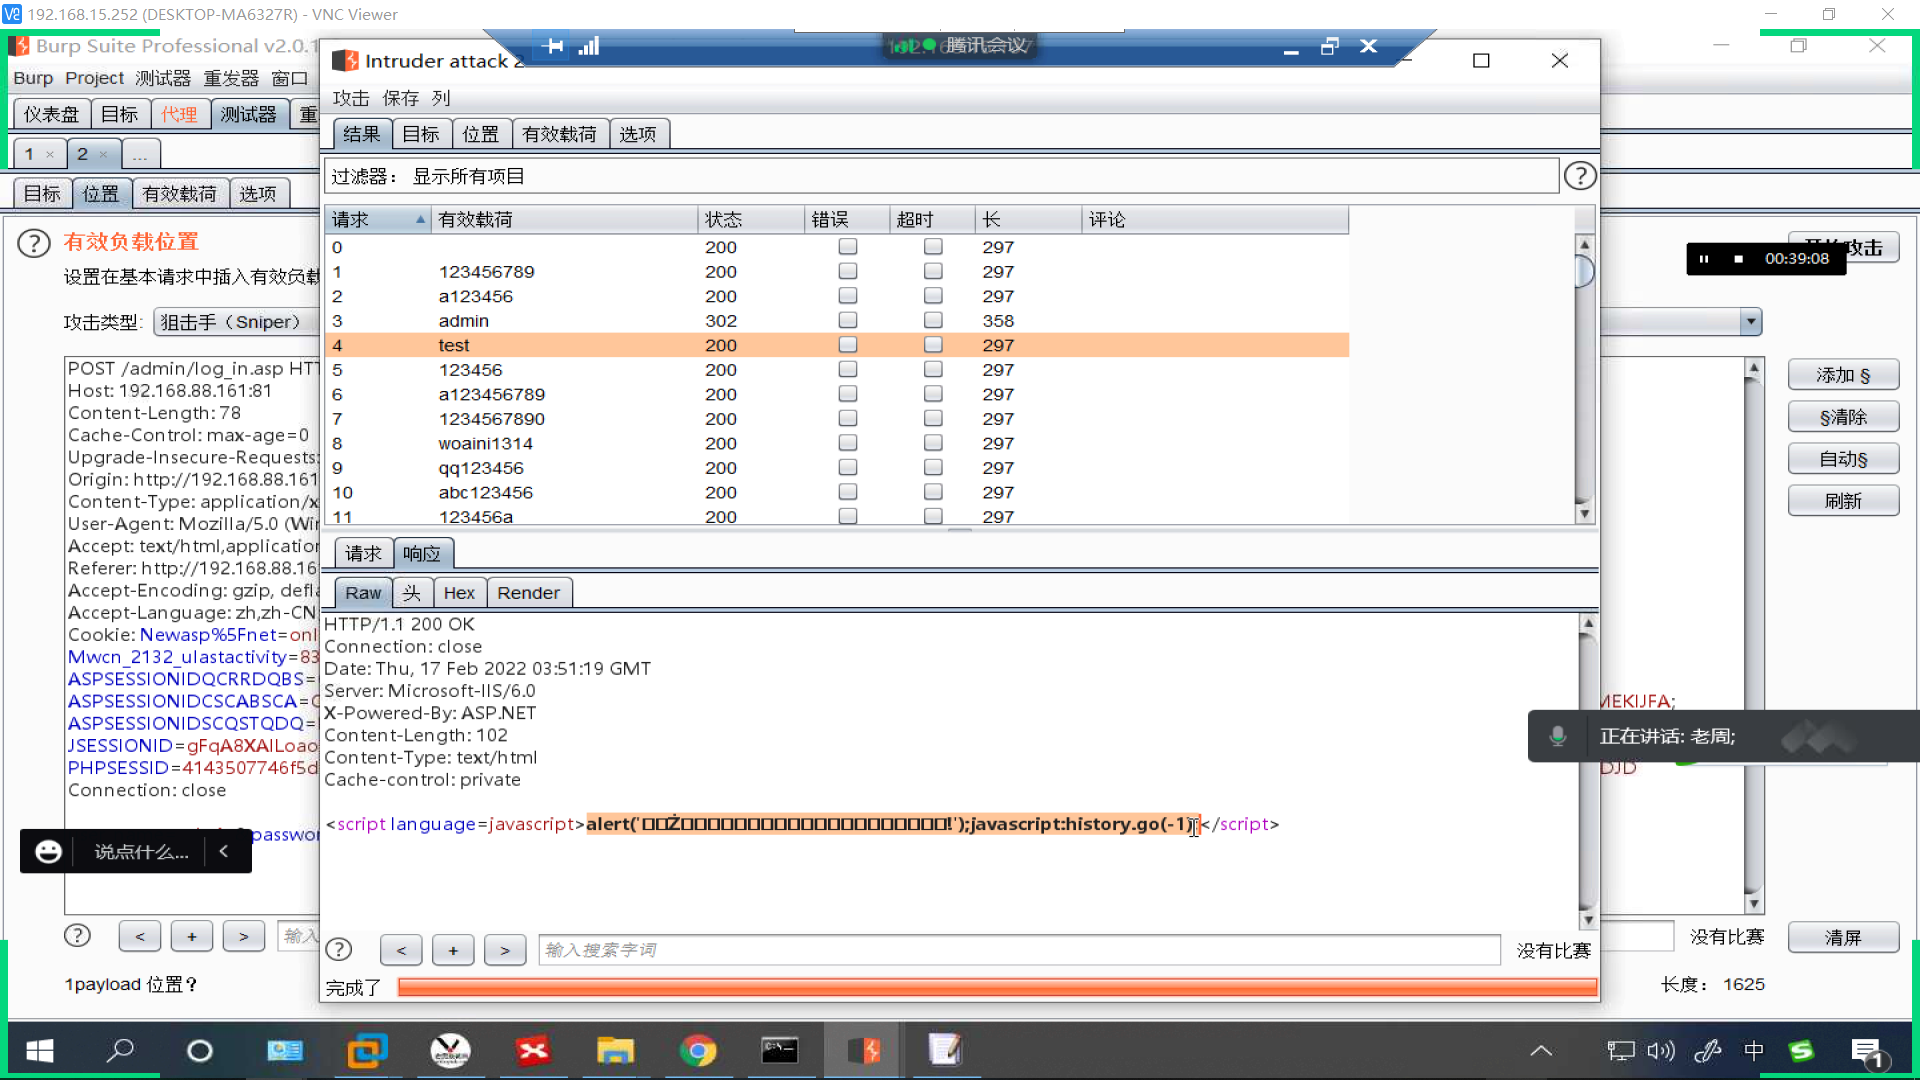 192.168.15.252 (DESKTOP-MA6327R) - VNC Viewer
Burp Suite Professional v2.0.1
Burp Project 测试器 重发器 窗口
仪表盘 目标 代理 测试器 重
1 × 2 × ...
目标 位置 有效载荷 选项
有效负载位置
设置在基本请求中插入有效负载
攻击类型: 狙击手（Sniper）
POST /admin/log_in.asp HTT
Host: 192.168.88.161:81
Content-Length: 78
Cache-Control: max-age=0
Upgrade-Insecure-Requests:
Origin: http://192.168.88.161
Content-Type: application/x
User-Agent: Mozilla/5.0 (Win
Accept: text/html,application
Referer: http://192.168.88.16
Accept-Encoding: gzip, defla
Accept-Language: zh,zh-CN
Cookie: Newasp%5Fnet=onl
Mwcn_2132_ulastactivity=83
ASPSESSIONIDQCRRDQBS=
ASPSESSIONIDCSCABSCA=
ASPSESSIONIDSCQSTQDQ=
JSESSIONID=gFqA8XAILoao
PHPSESSID=4143507746f5d
Connection: close
passwor
说点什么... <
? < + > 输入
1payload 位置?
Intruder attack 2
腾讯会议
攻击 保存 列
结果 目标 位置 有效载荷 选项
过滤器： 显示所有项目
?
请求 有效载荷 状态 错误 超时 长 评论
0 200 297
1 123456789 200 297
2 a123456 200 297
3 admin 302 358
4 test 200 297
5 123456 200 297
6 a123456789 200 297
7 1234567890 200 297
8 woaini1314 200 297
9 qq123456 200 297
10 abc123456 200 297
11 123456a 200 297
请求 响应
Raw 头 Hex Render
HTTP/1.1 200 OK
Connection: close
Date: Thu, 17 Feb 2022 03:51:19 GMT
Server: Microsoft-IIS/6.0
X-Powered-By: ASP.NET
Content-Length: 102
Content-Type: text/html
Cache-control: private
<script language=javascript>alert('□□Ż□□□□□□□□□□□□□□□□□□□□!');javascript:history.go(-1);</script>
? < + > 输入搜索字词 没有比赛
完成了
攻击
00:39:08
添加 §
§清除
自动§
刷新
MEKIJFA;
正在讲话: 老周;
DJD
没有比赛 清屏
长度： 1625
中
1